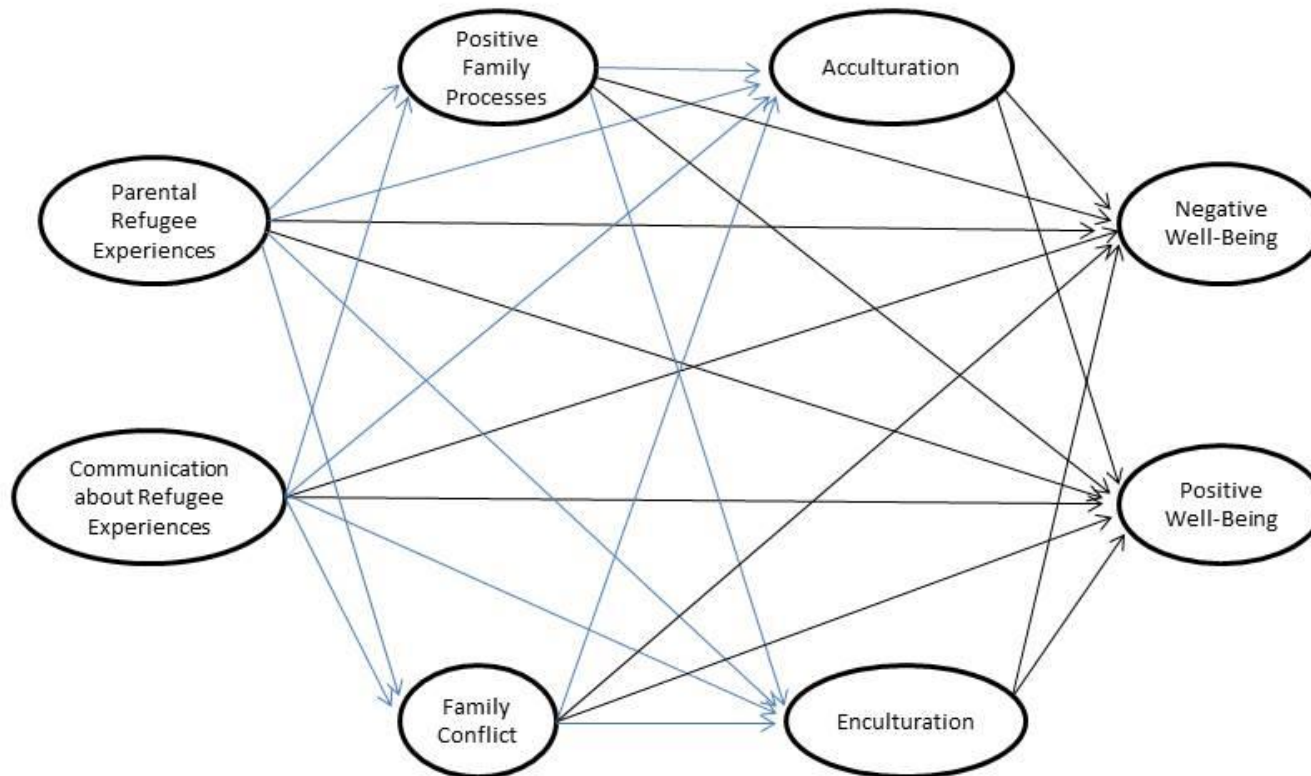 Positive
Family
Processes
Acculturation
Parental
Refugee
Experiences
Negative
Well-Being
Communication
about Refugee
Experiences
Positive
Well-Being
Family
Conflict
Enculturation